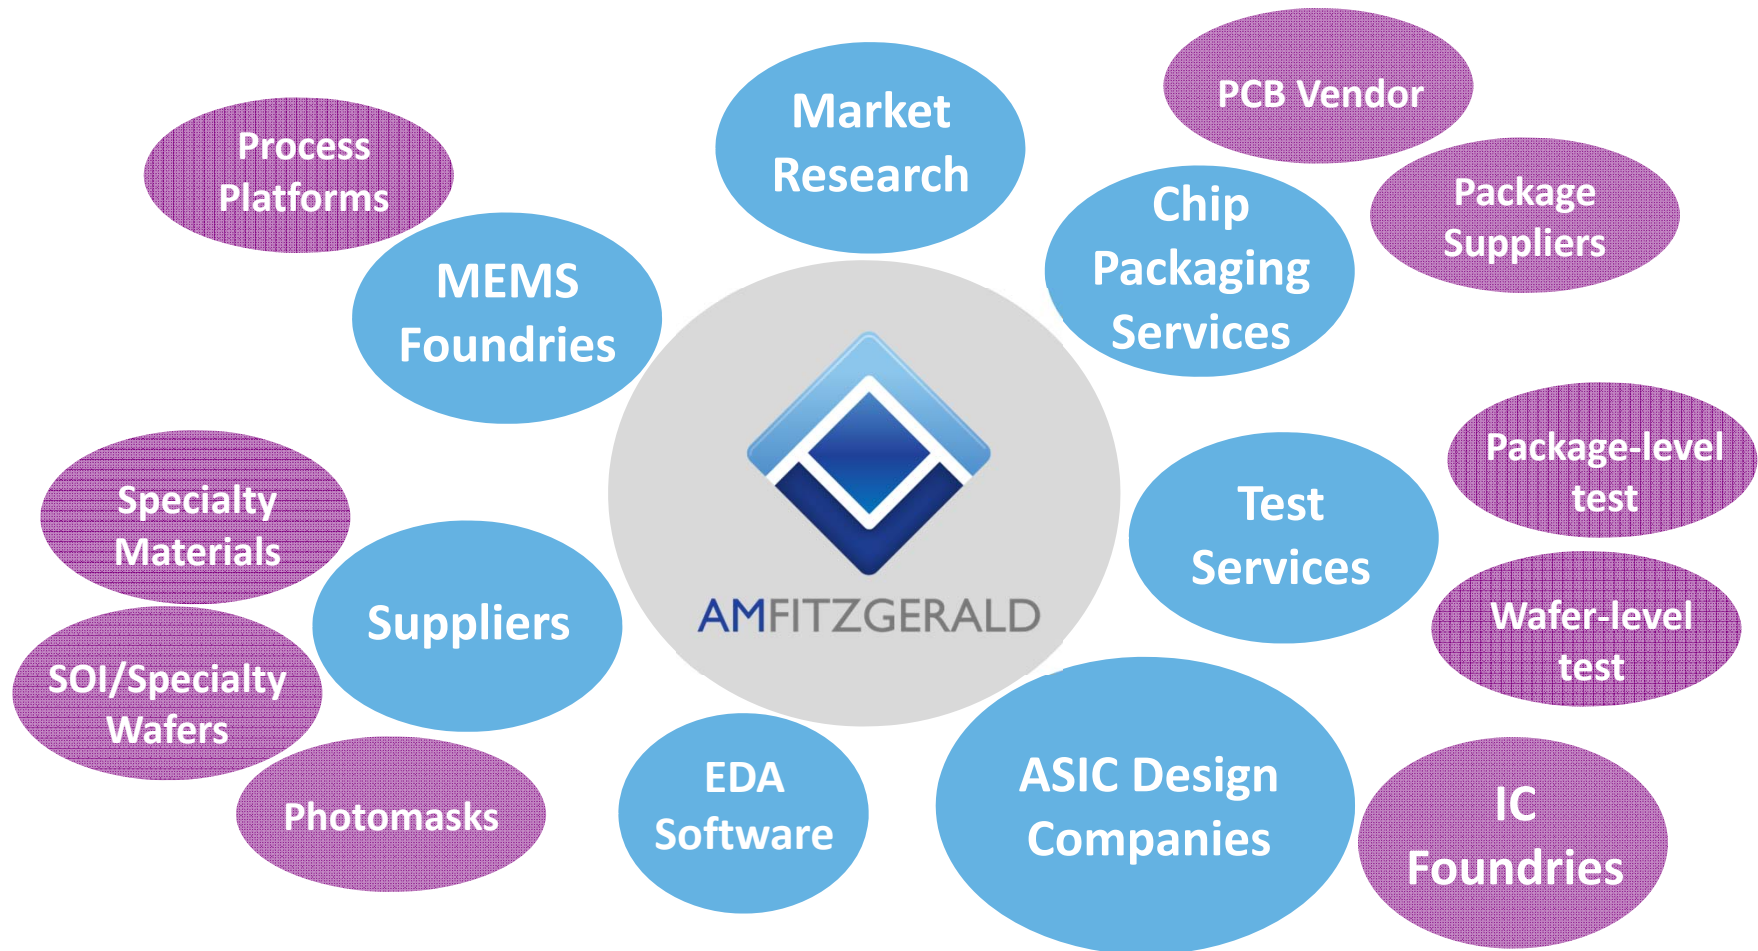 Market
Research
PCB Vendor
Package
Suppliers
Chip
Packaging
Services
Process
Platforms
MEMS
Foundries
AMFITZGERALD
Package-level
test
Test
Services
Wafer-level
test
Specialty
Materials
Suppliers
SOI/Specialty
Wafers
Photomasks
EDA
Software
ASIC Design
Companies
IC
Foundries